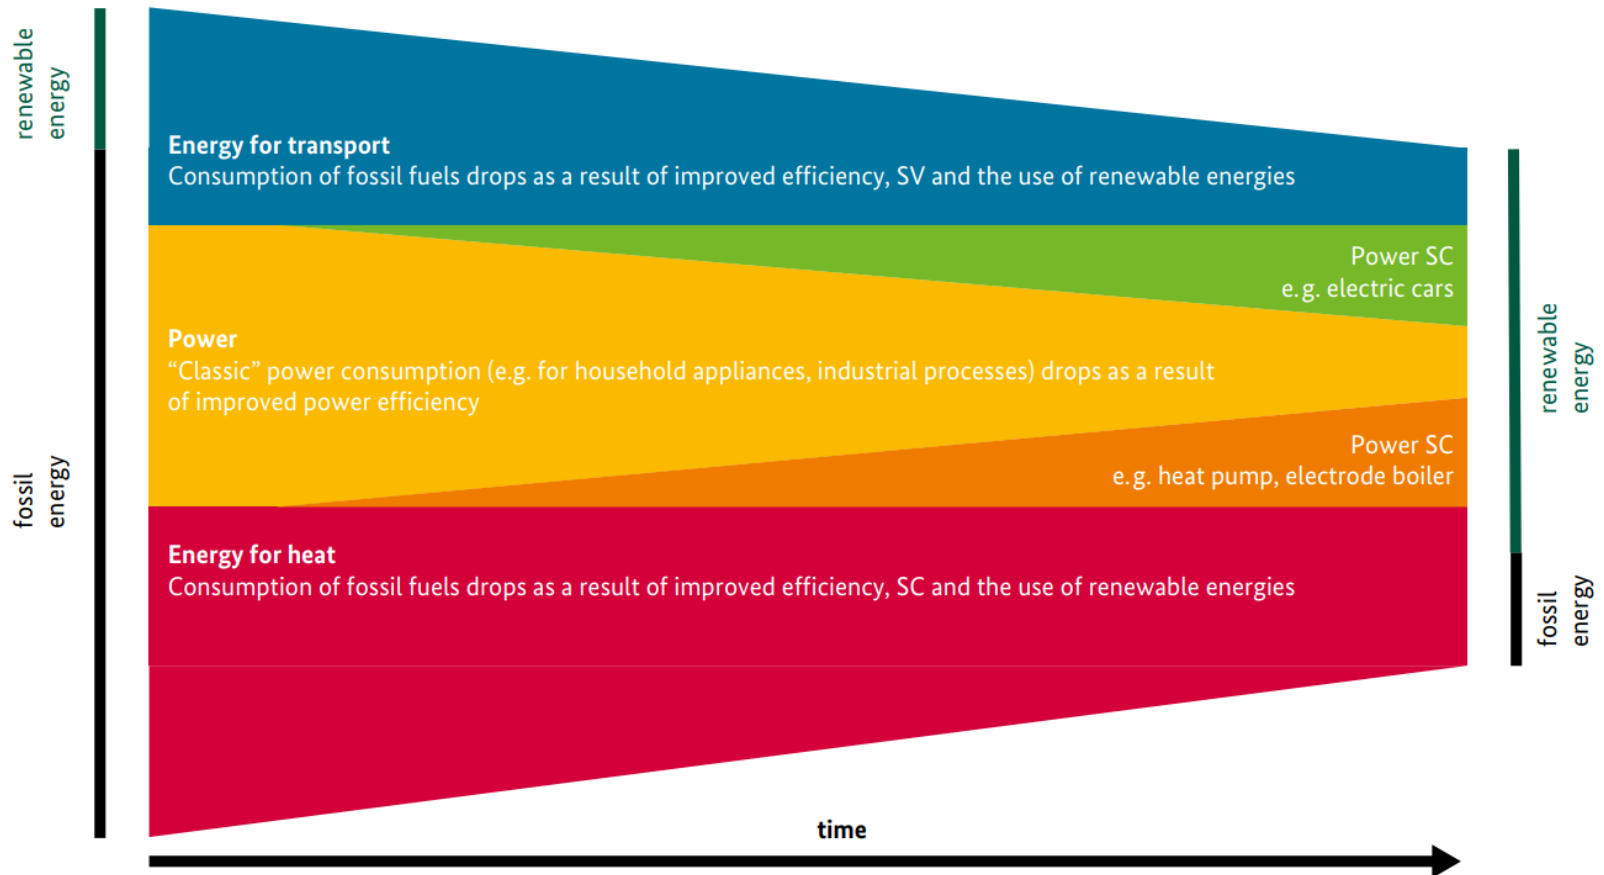 renewable
energy
fossil
energy
Energy for transport
Consumption of fossil fuels drops as a result of improved efficiency, SV and the use of renewable energies
Power SC
e.g. electric cars
Power
“Classic” power consumption (e.g. for household appliances, industrial processes) drops as a result
of improved power efficiency
Power SC
e.g. heat pump, electrode boiler
Energy for heat
Consumption of fossil fuels drops as a result of improved efficiency, SC and the use of renewable energies
renewable
energy
fossil
energy
time